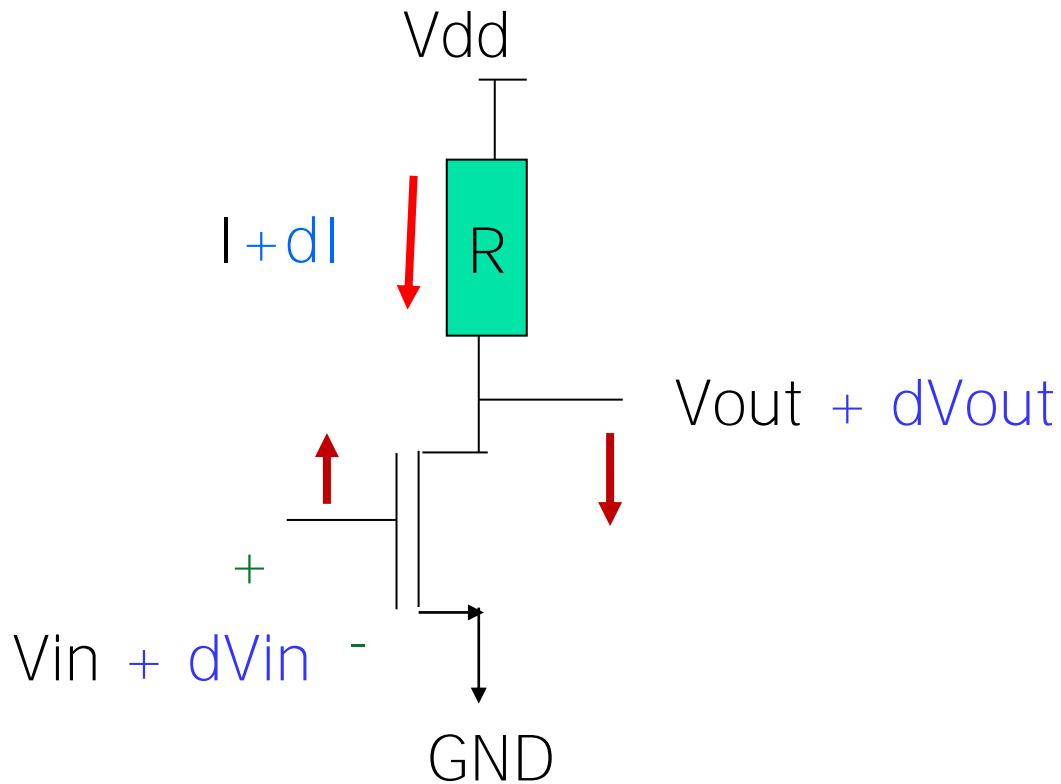 Vdd
I + dI
R
Vout + dVout
+
Vin + dVin -
GND